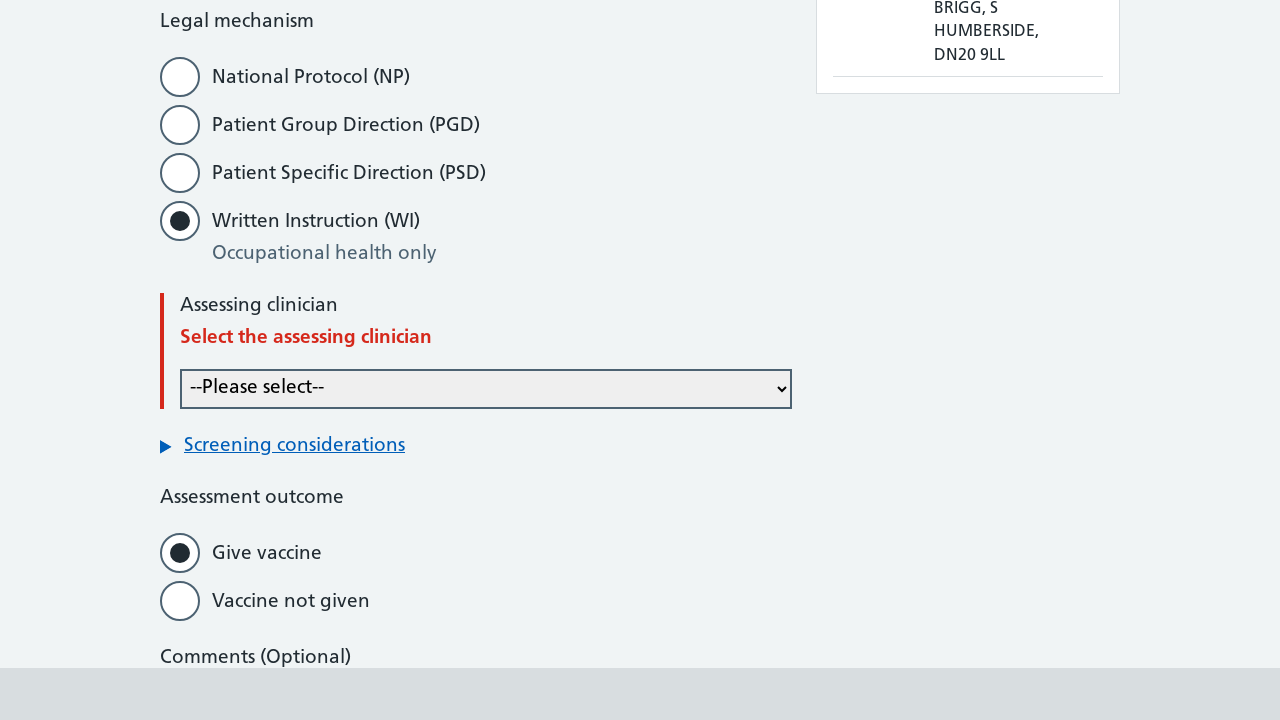 Legal mechanism
National Protocol (NP)
Patient Group Direction (PGD)
Patient Specific Direction (PSD)
Written Instruction (WI)
Occupational health only
Assessing clinician
Select the assessing clinician
--Please select--
Screening considerations
Assessment outcome
Give vaccine
Vaccine not given
Comments (Optional)
BRIGG, S
HUMBERSIDE,
DN20 9LL